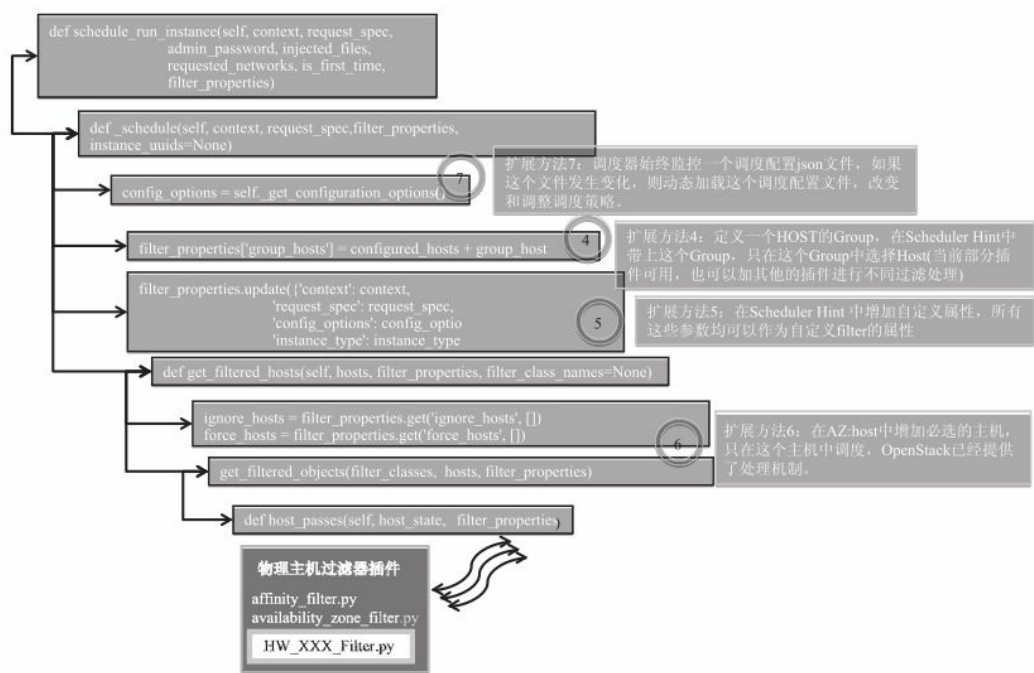 def schedule_run_instance(self, context, request_spec,
admin_password, injected_files,
requested_networks, is_first_time,
filter_properties)
def _schedule(self, context, request_spec,filter_properties,
instance_uuids=None)
config_options = self._get_configuration_options()
7
扩展方法7：调度器始终监控一个调度配置json文件，如果
这个文件发生变化，则动态加载这个调度配置文件，改变
和调整调度策略。
filter_properties['group_hosts'] = configured_hosts + group_host
4
扩展方法4：定义一个HOST的Group，在Scheduler Hint中
带上这个Group，只在这个Group中选择Host(当前部分插
件可用，也可以加其他的插件进行不同过滤处理)
filter_properties.update({'context': context,
'request_spec': request_spec,
'config_options': config_optio
'instance_type': instance_type
5
扩展方法5：在Scheduler Hint 中增加自定义属性，所有
这些参数均可以作为自定义filter的属性
def get_filtered_hosts(self, hosts, filter_properties, filter_class_names=None)
ignore_hosts = filter_properties.get('ignore_hosts', [])
force_hosts = filter_properties.get('force_hosts', [])
6
扩展方法6：在AZ:host中增加必选的主机，
只在这个主机中调度，OpenStack已经提供
了处理机制。
get_filtered_objects(filter_classes, hosts, filter_properties)
def host_passes(self, host_state, filter_properties)
物理主机过滤器插件
affinity_filter.py
availability_zone_filter.py
HW_XXX_Filter.py